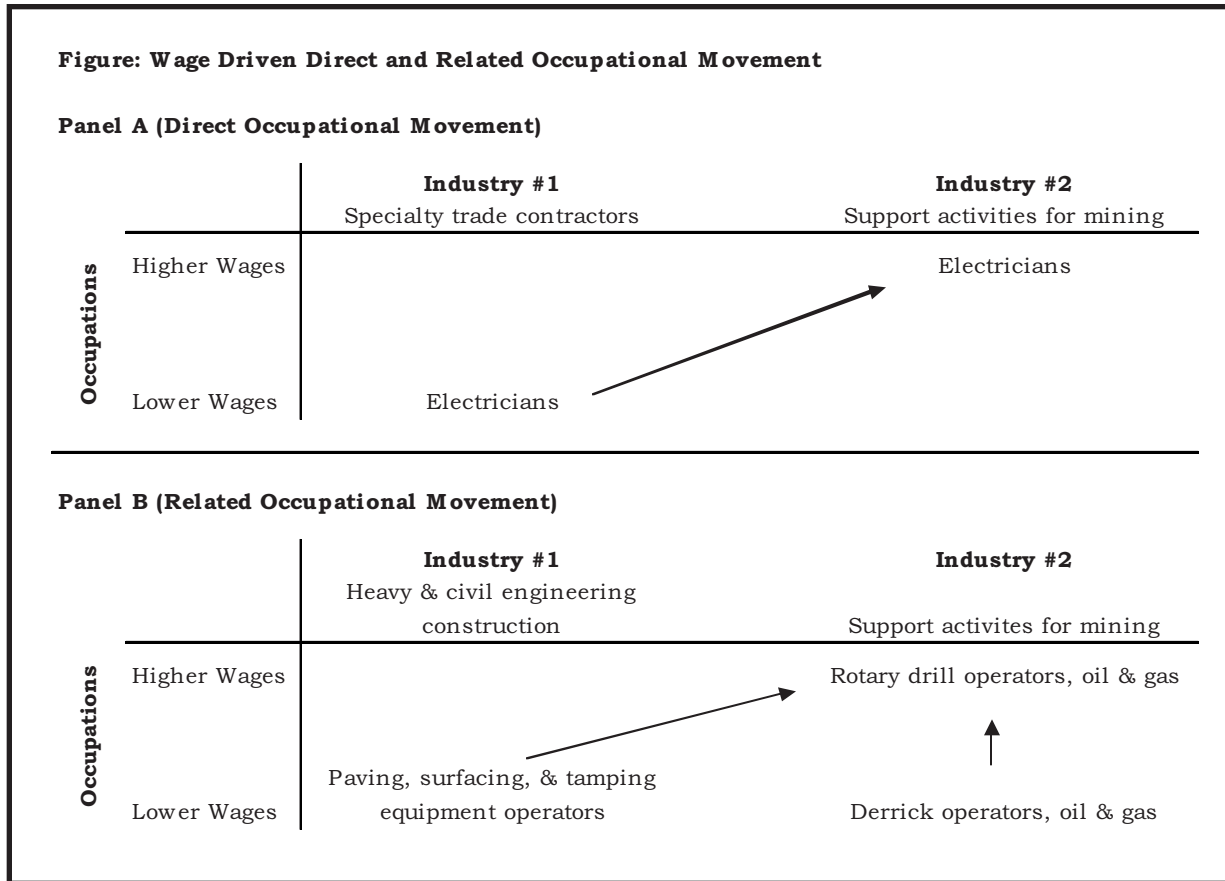 Figure: Wage Driven Direct and Related Occupational Movement
Panel A (Direct Occupational Movement)
Industry #1
Industry #2
Specialty trade contractors
Support activities for mining
Occupations
Higher Wages
Electricians
Lower Wages
Electricians
Panel B (Related Occupational Movement)
Industry #1
Industry #2
Heavy & civil engineering
construction
Support activites for mining
Occupations
Higher Wages
Rotary drill operators, oil & gas
Paving, surfacing, & tamping
equipment operators
Lower Wages
Derrick operators, oil & gas